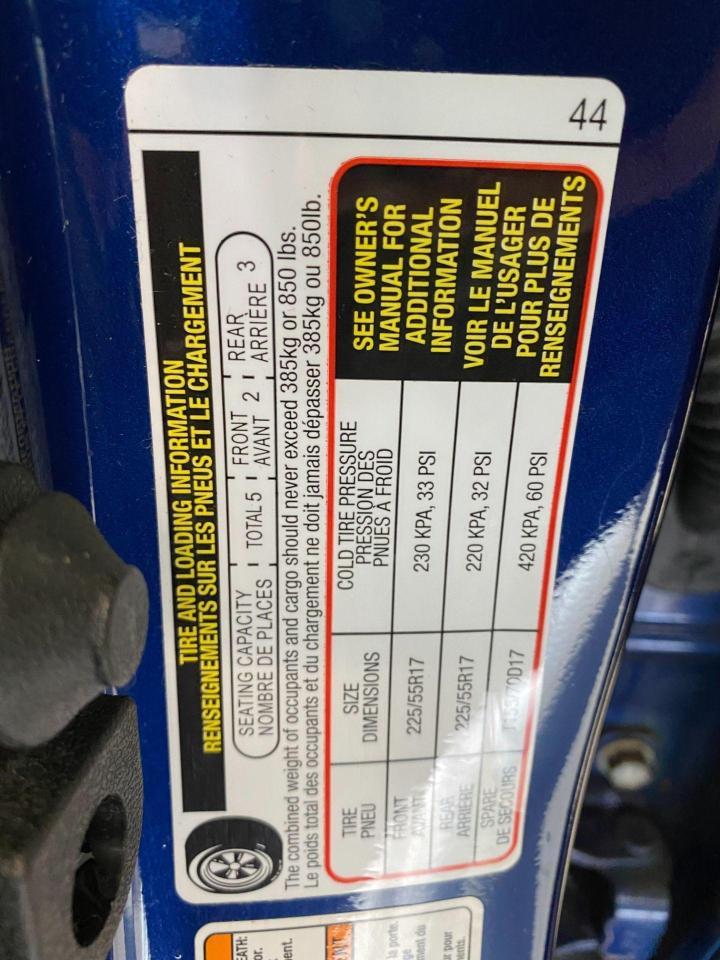 44
TIRE AND LOADING INFORMATION
RENSEIGNEMENTS SUR LES PNEUS ET LE CHARGEMENT
SEATING CAPACITY
NOMBRE DE PLACES
TOTAL 5
FRONT
AVANT 2
REAR
ARRIÈRE 3
The combined weight of occupants and cargo should never exceed 385kg or 850 lbs.
Le poids total des occupants et du chargement ne doit jamais dépasser 385kg ou 850lb.
TIRE
PNEU
SIZE
DIMENSIONS
COLD TIRE PRESSURE
PRESSION DES
PNUES À FROID
FRONT
AVANT
225/55R17
230 KPA, 33 PSI
REAR
ARRIÈRE
225/55R17
220 KPA, 32 PSI
SPARE
DE SECOURS
420 KPA, 60 PSI
SEE OWNER'S
MANUAL FOR
ADDITIONAL
INFORMATION
VOIR LE MANUEL
DE L'USAGER
POUR PLUS DE
RENSEIGNEMENTS